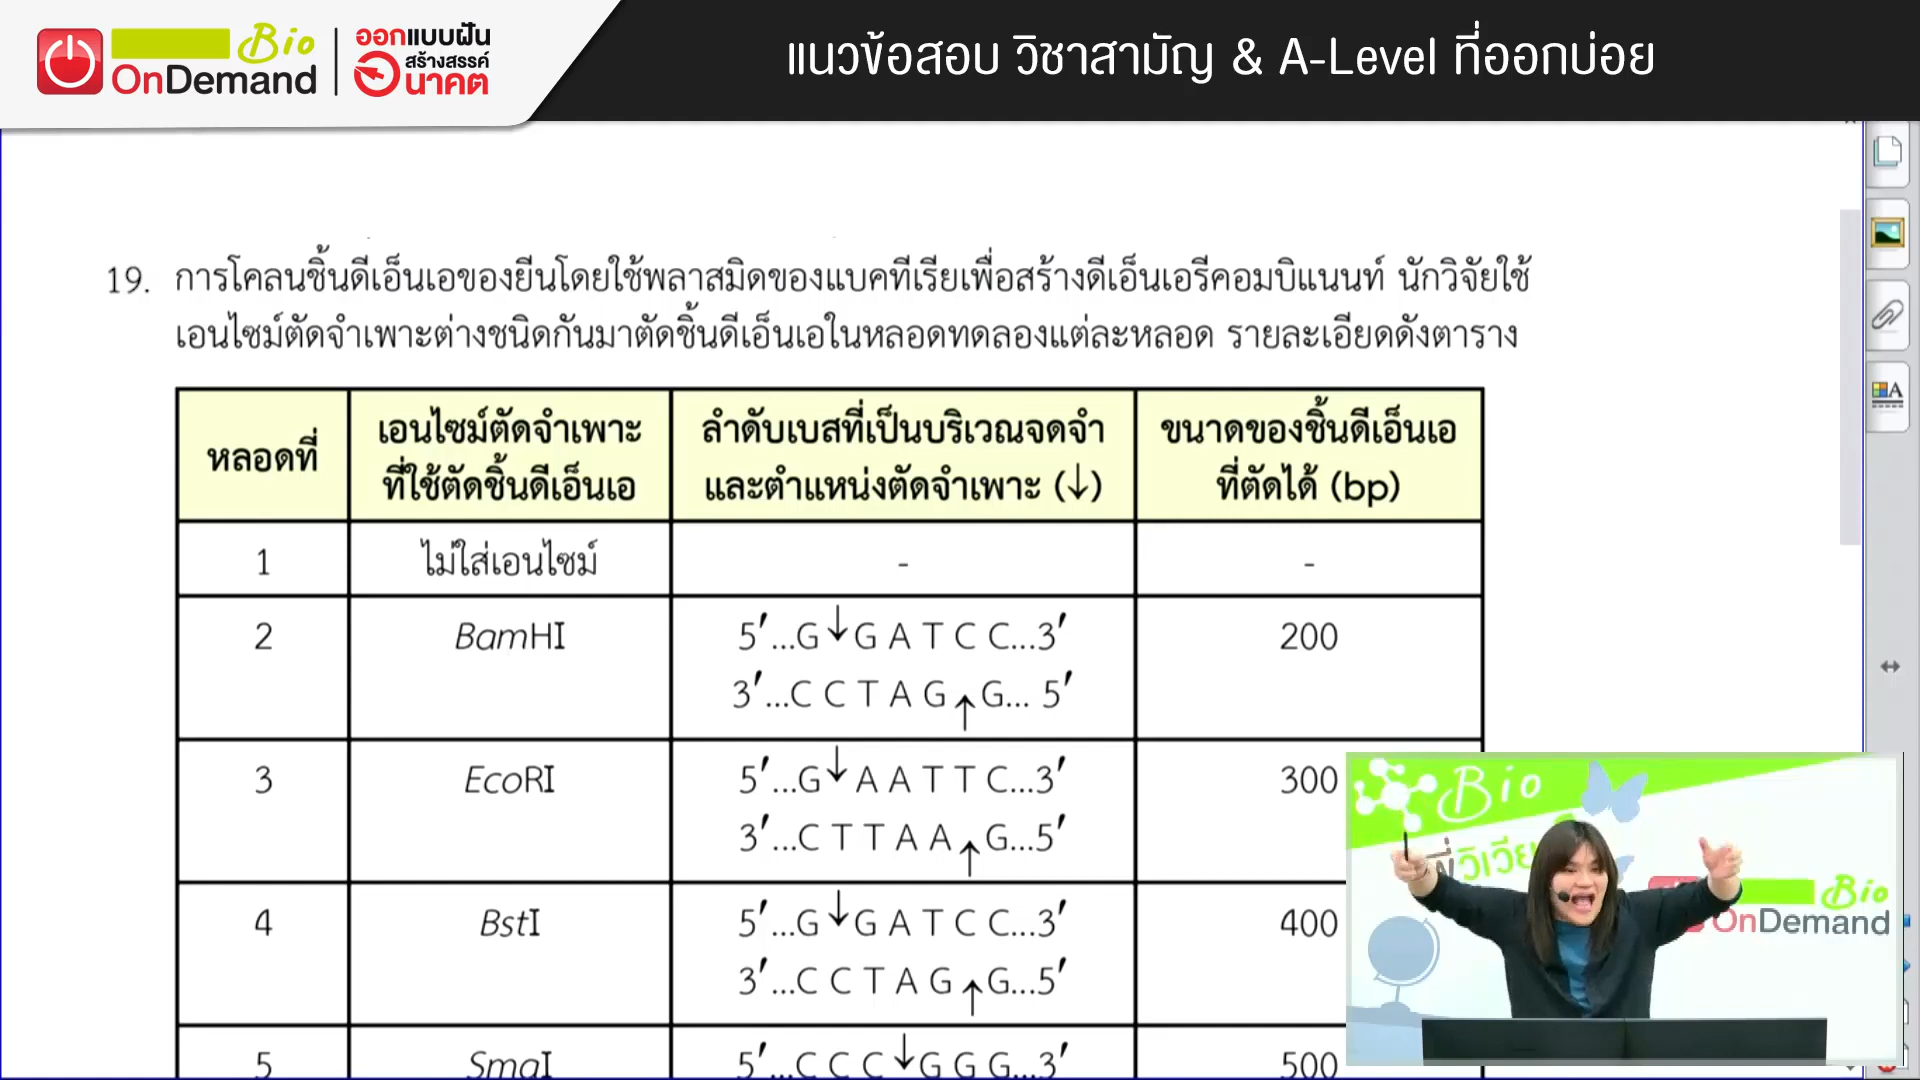 Bio
OnDemand
ออกแบบฝัน
สร้างสรรค์
อนาคต
แนวข้อสอบ วิชาสามัญ & A-Level ที่ออกบ่อย
19. การโคลนชิ้นดีเอ็นเอของยีนโดยใช้พลาสมิดของแบคทีเรียเพื่อสร้างดีเอ็นเอรีคอมบิแนนท์ นักวิจัยใช้
เอนไซม์ตัดจำเพาะต่างชนิดกันมาตัดชิ้นดีเอ็นเอในหลอดทดลองแต่ละหลอด รายละเอียดดังตาราง
หลอดที่ เอนไซม์ตัดจำเพาะ ที่ใช้ตัดชิ้นดีเอ็นเอ ลำดับเบสที่เป็นบริเวณจดจำ และตำแหน่งตัดจำเพาะ (↓) ขนาดของชิ้นดีเอ็นเอ ที่ตัดได้ (bp)
1 ไม่ใส่เอนไซม์ - -
2 BamHI 5′...G↓G A T C C...3′ 200
3′...C C T A G↑G... 5′
3 EcoRI 5′...G↓A A T T C...3′ 300
3′...C T T A A↑G...5′
4 BstI 5′...G↓G A T C C...3′ 400
3′...C C T A G↑G...5′
5 SmaI 5′...C C C↓G G G...3′ 500
Bio
วิเวียน
Bio
OnDemand